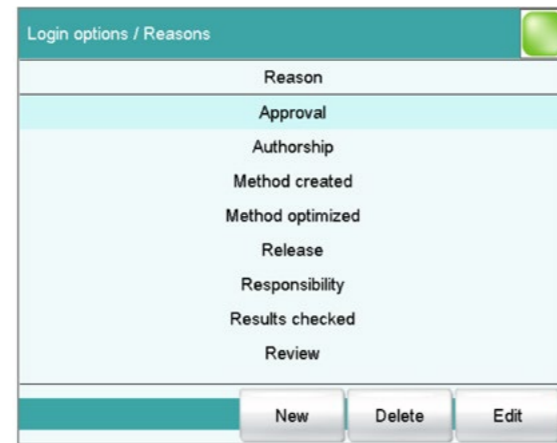 Login options / Reasons
Reason
Approval
Authorship
Method created
Method optimized
Release
Responsibility
Results checked
Review
New Delete Edit